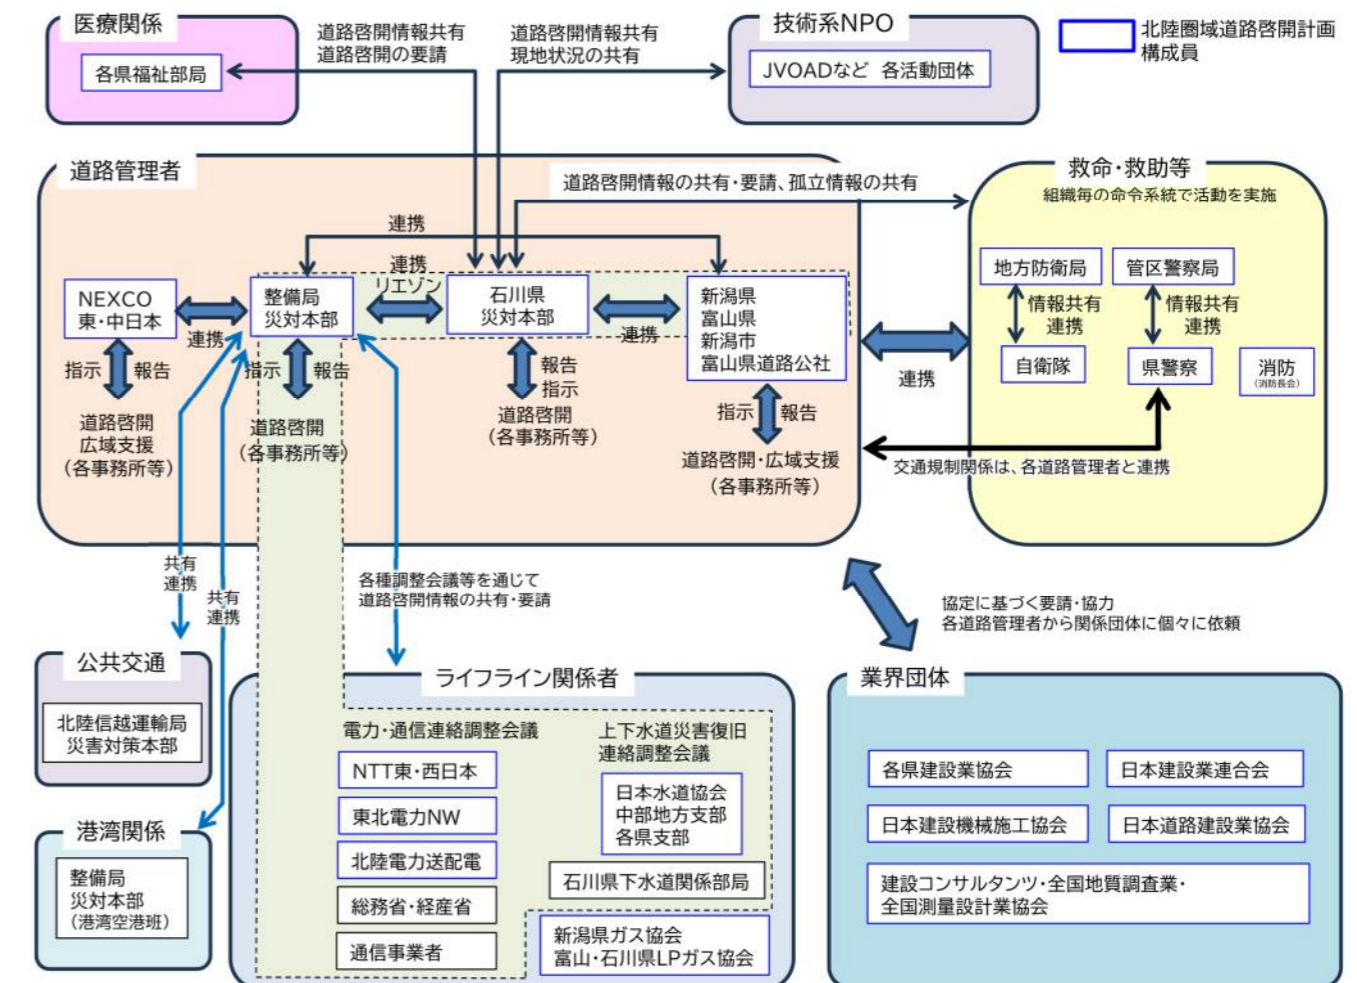 医療関係
各県福祉部局
道路啓開情報共有
道路啓開の要請
道路啓開情報共有
現地状況の共有
技術系NPO
JVOADなど 各活動団体
北陸圏域道路啓開計画
構成員
道路管理者
道路啓開情報の共有・要請、孤立情報の共有
連携
連携
リエゾン
NEXCO
東・中日本
連携
整備局
災対本部
石川県
災対本部
連携
新潟県
富山県
新潟市
富山県道路公社
指示
報告
道路啓開
広域支援
(各事務所等)
指示
報告
道路啓開
(各事務所等)
報告
指示
道路啓開
(各事務所等)
指示
報告
道路啓開・広域支援
(各事務所等)
連携
救命・救助等
組織毎の命令系統で活動を実施
地方防衛局
管区警察局
情報共有
連携
情報共有
連携
自衛隊
県警察
消防
(消防長会)
交通規制関係は、各道路管理者と連携
共有
連携
共有
連携
各種調整会議等を通じて
道路啓開情報の共有・要請
協定に基づく要請・協力
各道路管理者から関係団体に個々に依頼
公共交通
北陸信越運輸局
災害対策本部
港湾関係
整備局
災対本部
(港湾空港班)
ライフライン関係者
電力・通信連絡調整会議
NTT東・西日本
東北電力NW
北陸電力送配電
総務省・経産省
通信事業者
上下水道災害復旧
連絡調整会議
日本水道協会
中部地方支部
各県支部
石川県下水道関係部局
新潟県ガス協会
富山・石川県LPガス協会
業界団体
各県建設業協会
日本建設業連合会
日本建設機械施工協会
日本道路建設業協会
建設コンサルタンツ・全国地質調査業・
全国測量設計業協会